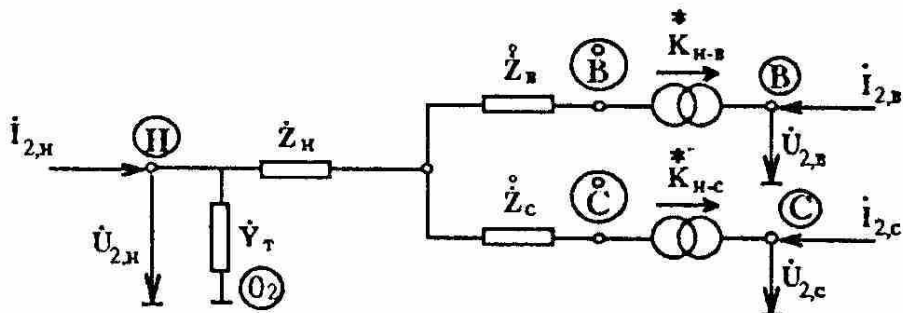 İ₂,н
Н
U̇₂,н
Ẏт
O₂
Żн
Z̊в
B̊
K̽н-в
В
İ₂,в
U̇₂,в
Z̊с
C̊
K̽н-с
С
İ₂,с
U̇₂,с